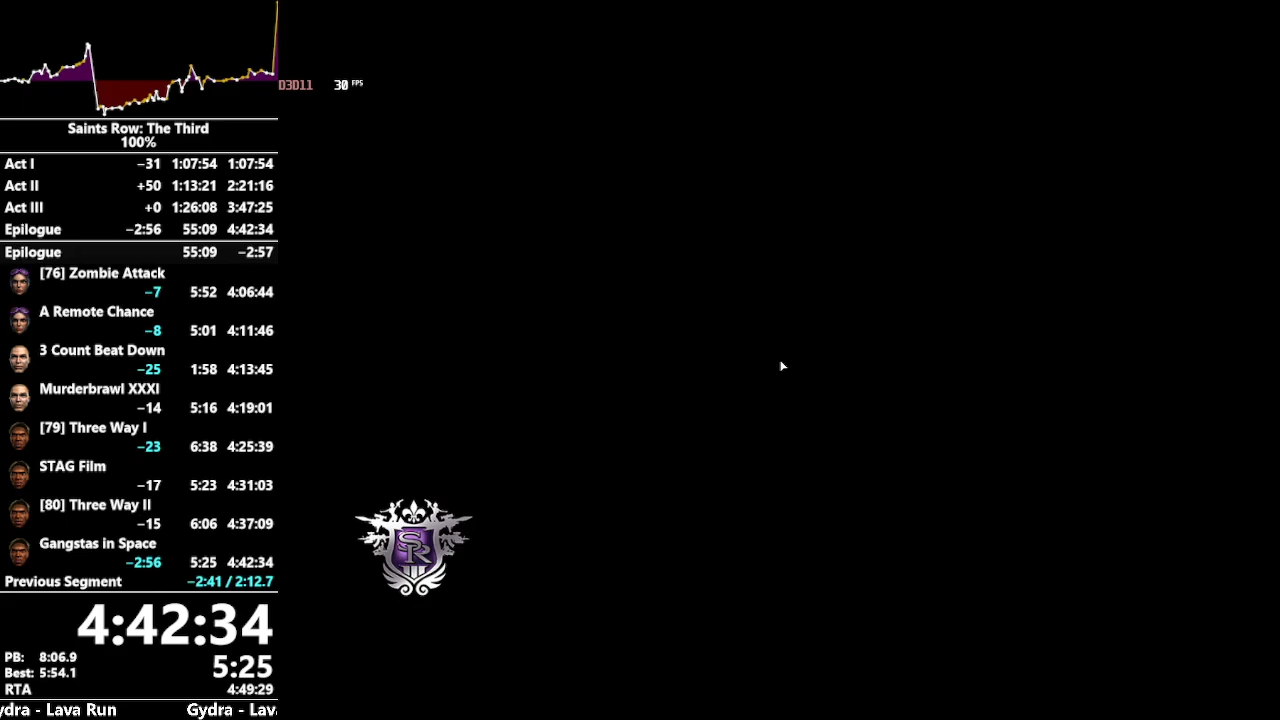 D3D11 30 FPS
Saints Row: The Third
100%
Act I −31 1:07:54 1:07:54
Act II +50 1:13:21 2:21:16
Act III +0 1:26:08 3:47:25
Epilogue −2:56 55:09 4:42:34
Epilogue 55:09 −2:57
[76] Zombie Attack
−7 5:52 4:06:44
A Remote Chance
−8 5:01 4:11:46
3 Count Beat Down
−25 1:58 4:13:45
Murderbrawl XXXI
−14 5:16 4:19:01
[79] Three Way I
−23 6:38 4:25:39
STAG Film
−17 5:23 4:31:03
[80] Three Way II
−15 6:06 4:37:09
Gangstas in Space
−2:56 5:25 4:42:34
Previous Segment −2:41 / 2:12.7
4:42:34
PB: 8:06.9
Best: 5:54.1
5:25
RTA 4:49:29
ydra - Lava Run Gydra - Lav
SR